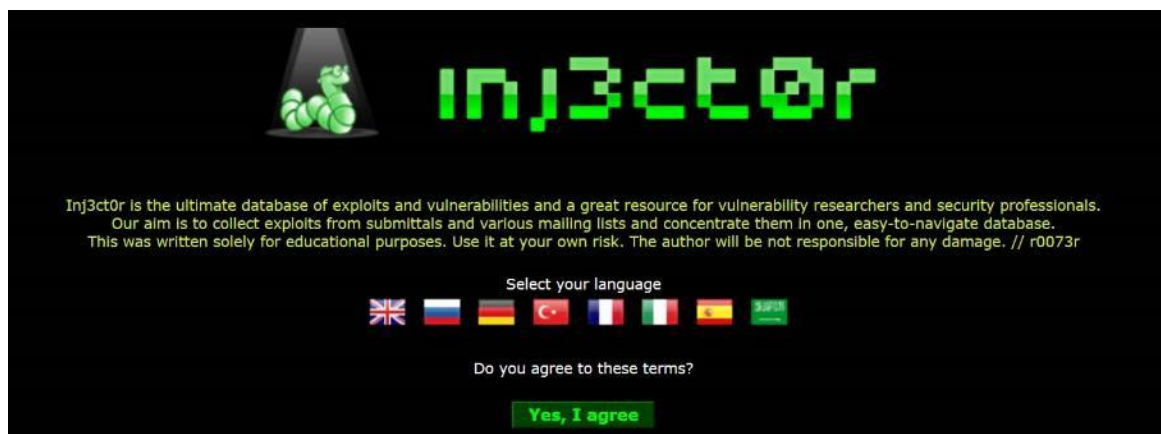 inj3ct0r
Inj3ct0r is the ultimate database of exploits and vulnerabilities and a great resource for vulnerability researchers and security professionals.
Our aim is to collect exploits from submittals and various mailing lists and concentrate them in one, easy-to-navigate database.
This was written solely for educational purposes. Use it at your own risk. The author will be not responsible for any damage. // r0073r
Select your language
Do you agree to these terms?
Yes, I agree